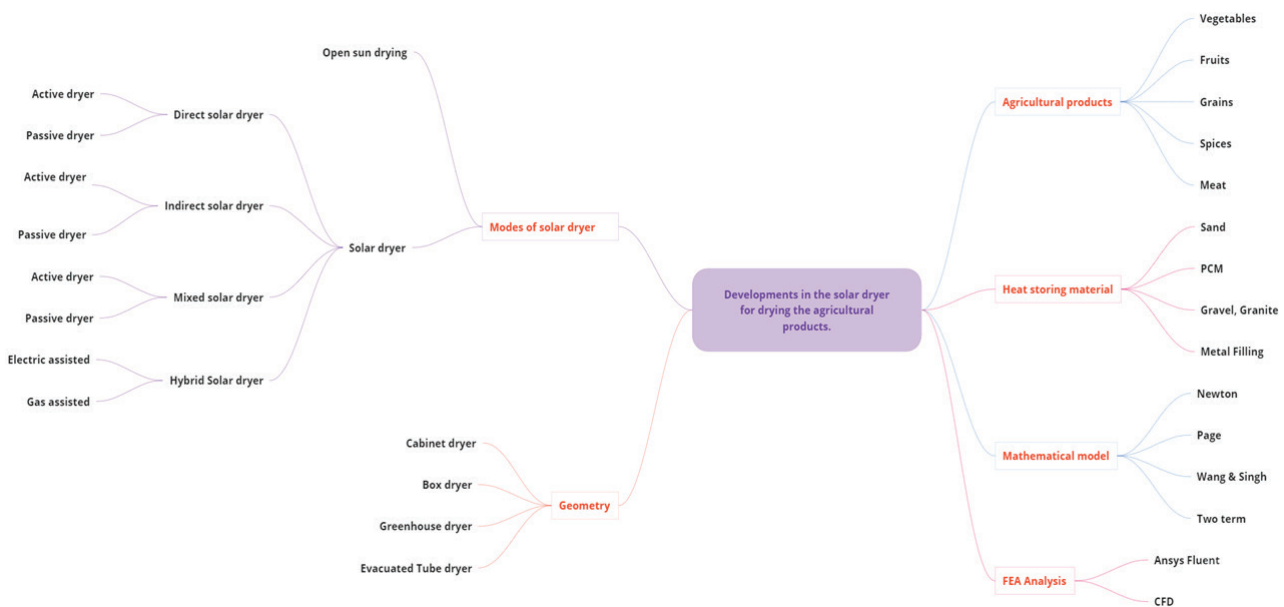 Vegetables
Open sun drying
Fruits
Active dryer
Direct solar dryer
Agricultural products
Grains
Passive dryer
Spices
Active dryer
Indirect solar dryer
Meat
Passive dryer
Modes of solar dryer
Sand
Solar dryer
Active dryer
PCM
Mixed solar dryer
Developments in the solar dryer
for drying the agricultural
products.
Heat storing material
Passive dryer
Gravel, Granite
Electric assisted
Metal Filling
Hybrid Solar dryer
Gas assisted
Newton
Cabinet dryer
Page
Mathematical model
Box dryer
Wang & Singh
Geometry
Greenhouse dryer
Two term
Evacuated Tube dryer
Ansys Fluent
FEA Analysis
CFD